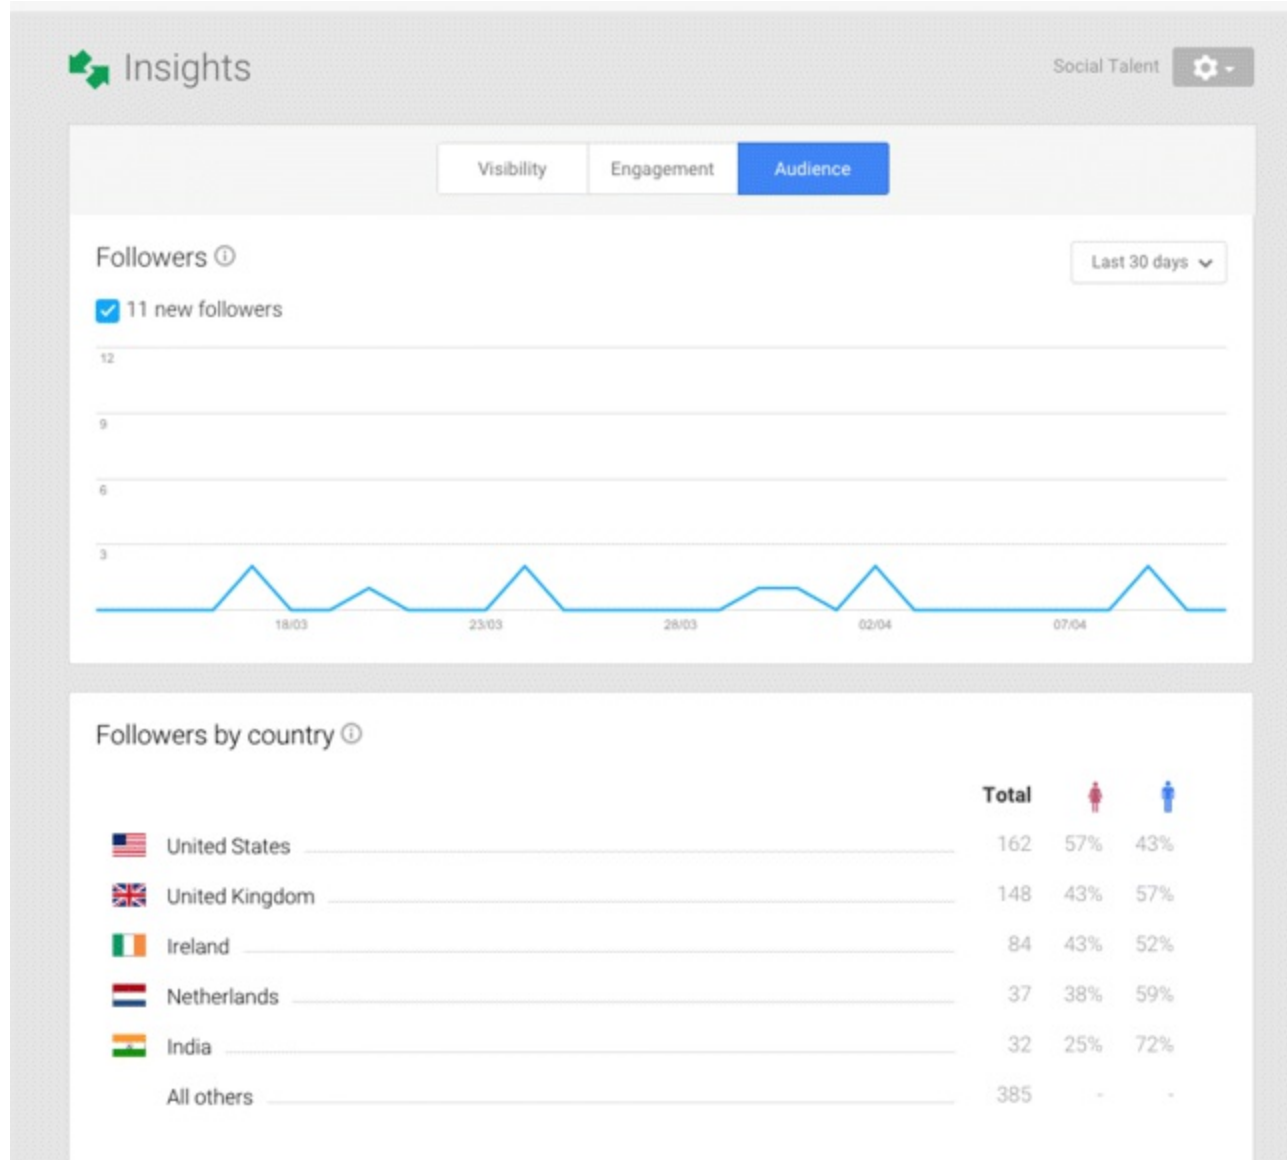 Insights
Social Talent
Visibility Engagement Audience
Followers
Last 30 days
11 new followers
12
9
6
3
18/03 23/03 28/03 02/04 07/04
Followers by country
Total
United States 162 57% 43%
United Kingdom 148 43% 57%
Ireland 84 43% 52%
Netherlands 37 38% 59%
India 32 25% 72%
All others 385 - -